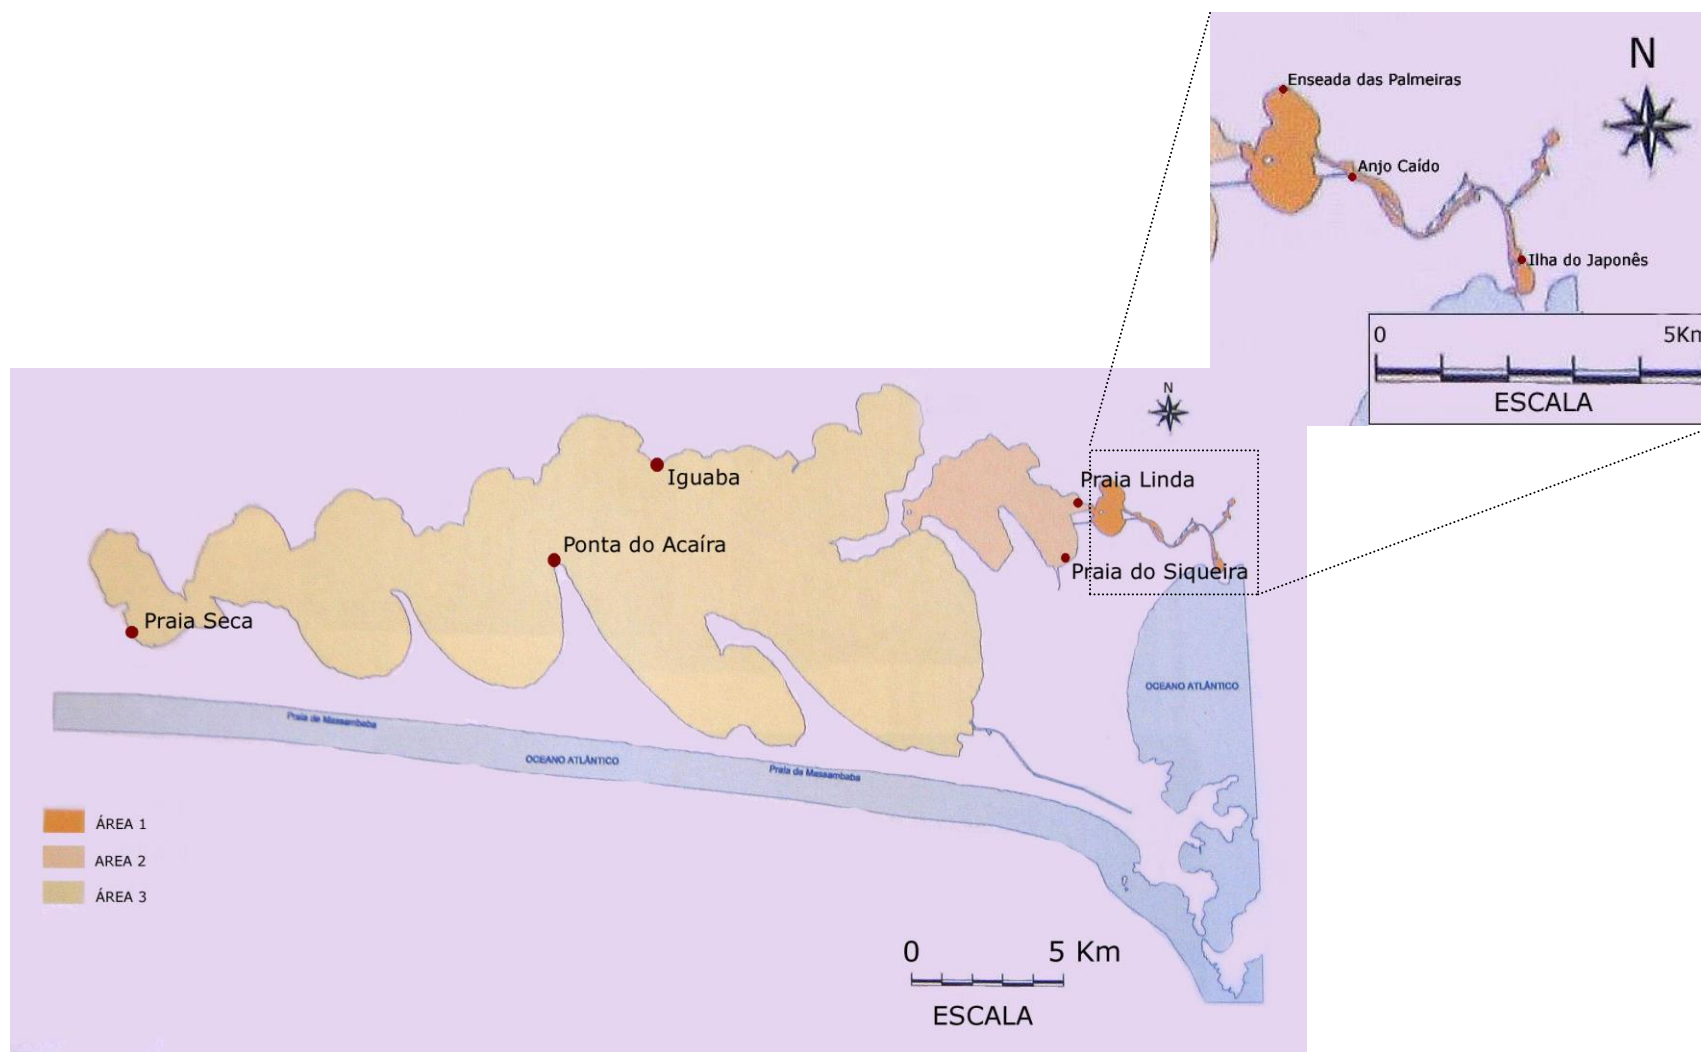 N
Enseada das Palmeiras
Anjo Caído
Ilha do Japonês
0 5Km
ESCALA
N
Iguaba
Praia Linda
Ponta do Acaíra
Praia do Siqueira
Praia Seca
OCEANO ATLÂNTICO
Praia de Massambaba
OCEANO ATLÂNTICO
Praia de Massambaba
ÁREA 1
AREA 2
ÁREA 3
0 5 Km
ESCALA